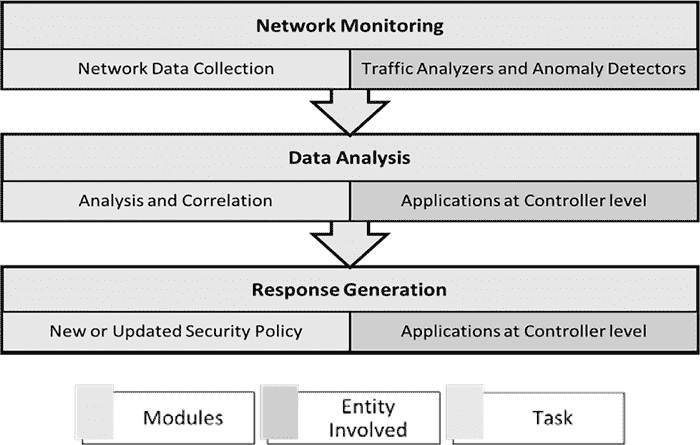 Network Monitoring
Network Data Collection
Traffic Analyzers and Anomaly Detectors
Data Analysis
Analysis and Correlation
Applications at Controller level
Response Generation
New or Updated Security Policy
Applications at Controller level
Modules
Entity
Involved
Task